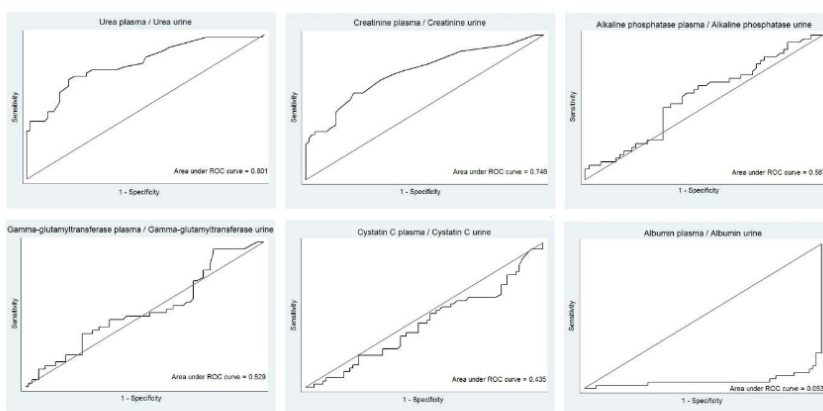 Urea plasma / Urea urine
Sensitivity
Area under ROC curve = 0.801
1 - Specificity
Creatinine plasma / Creatinine urine
Sensitivity
Area under ROC curve = 0.746
1 - Specificity
Alkaline phosphatase plasma / Alkaline phosphatase urine
Sensitivity
Area under ROC curve =
1 - Specificity
Gamma-glutamyltransferase plasma / Gamma-glutamyltransferase urine
Sensitivity
Area under ROC curve = 0.529
1 - Specificity
Cystatin C plasma / Cystatin C urine
Sensitivity
Area under ROC curve = 0.435
1 - Specificity
Albumin plasma / Albumin urine
Sensitivity
Area under ROC curve = 0.053
1 - Specificity